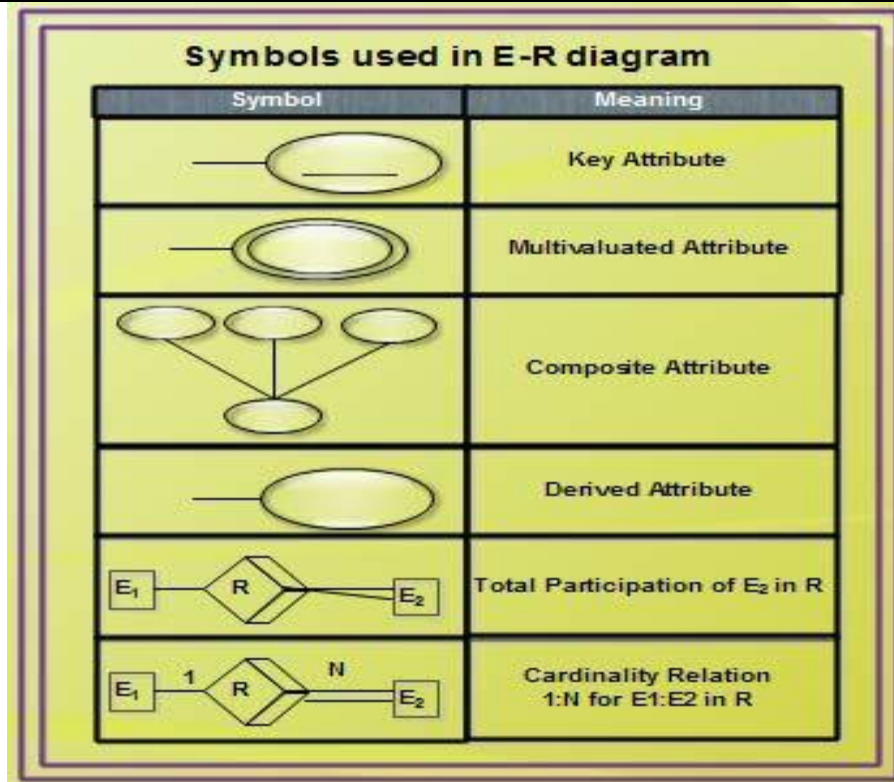 Symbols used in E-R diagram
Symbol Meaning
Key Attribute
Multivaluated Attribute
Composite Attribute
Derived Attribute
E₁ R E₂ Total Participation of E₂ in R
E₁ 1 R N E₂ Cardinality Relation
1:N for E1:E2 in R